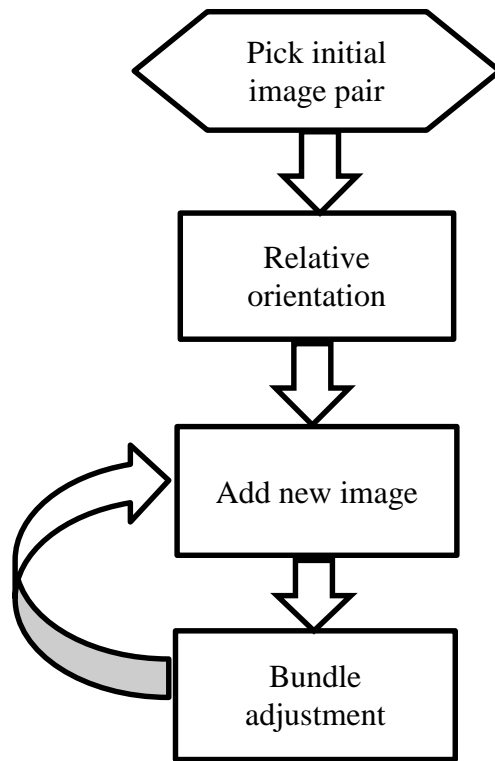 Pick initial
image pair
Relative
orientation
Add new image
Bundle
adjustment